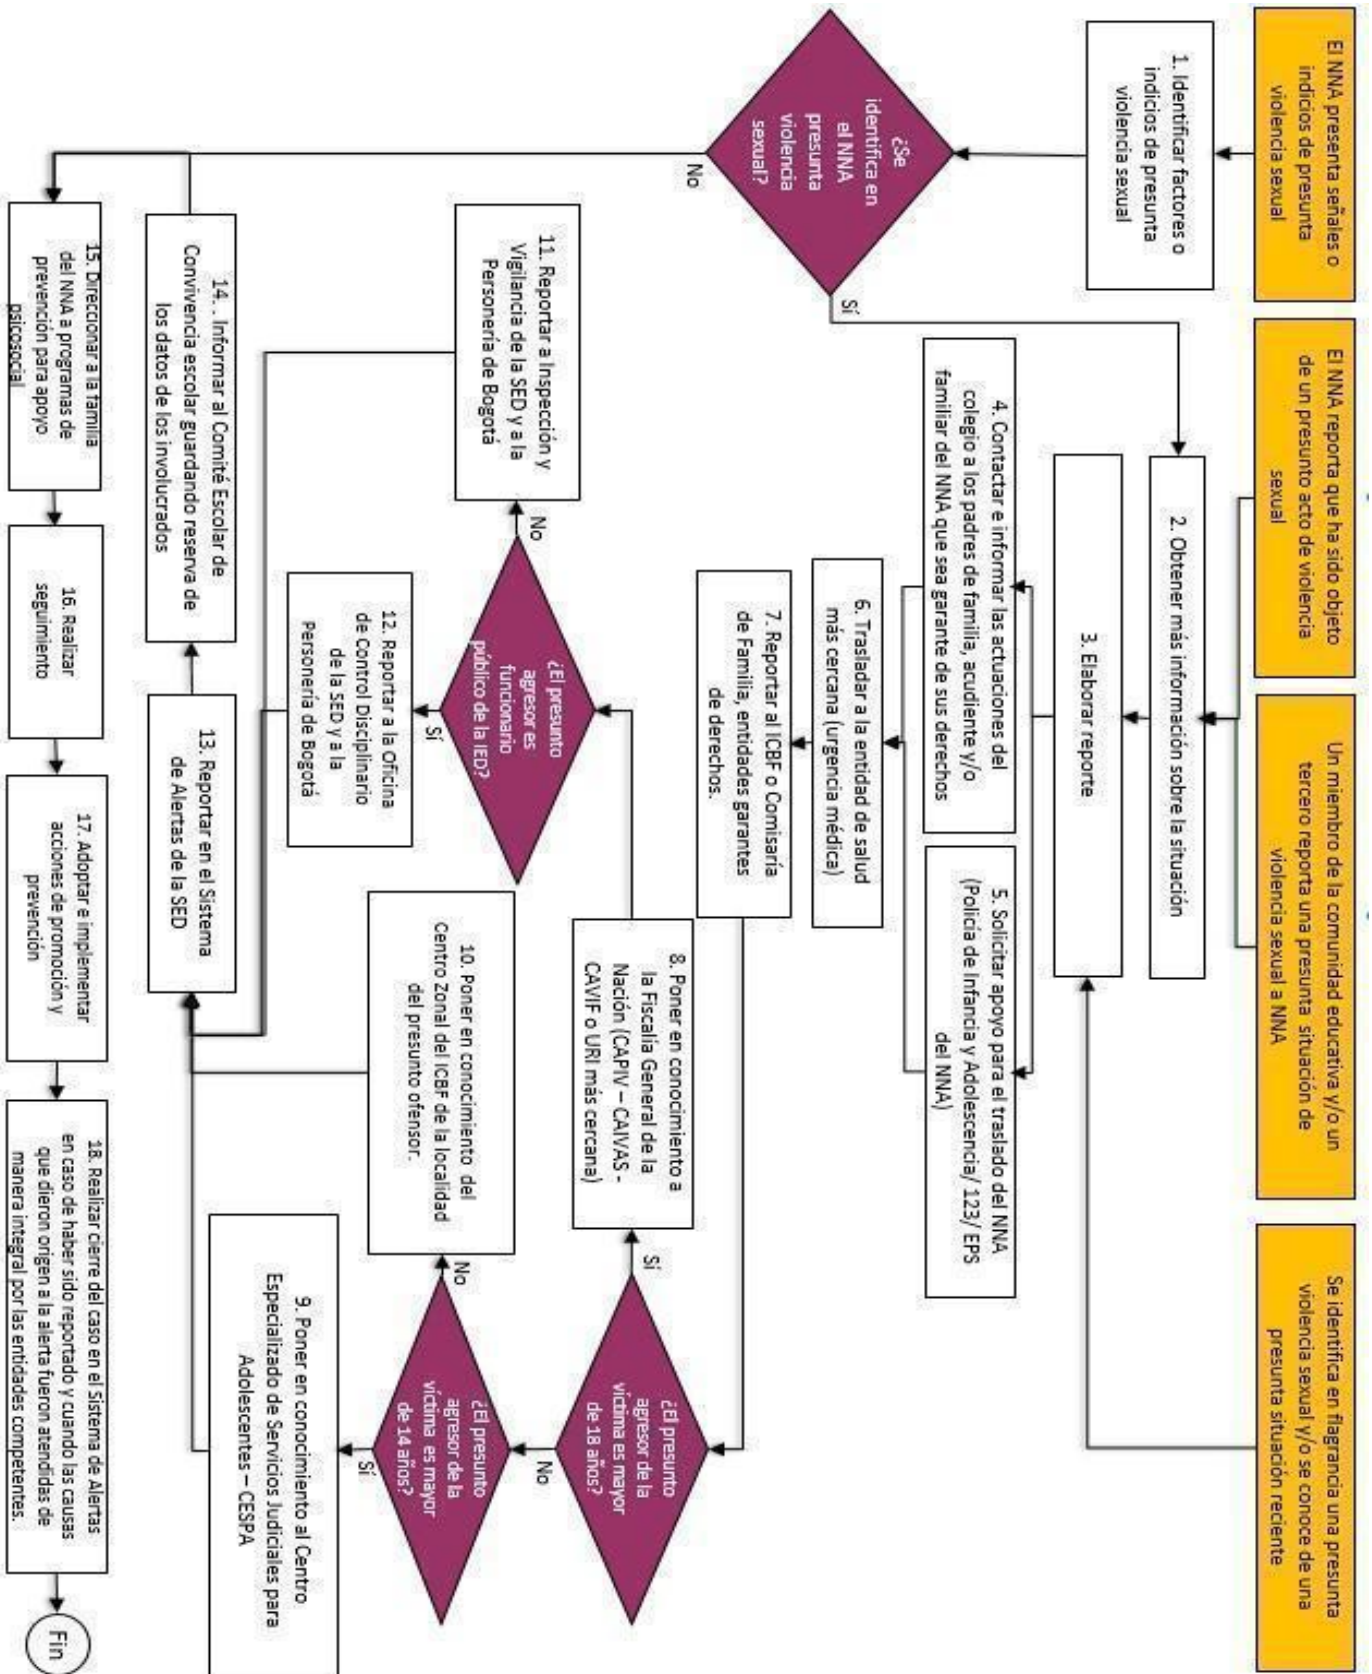 El NNA presenta señales o
indicios de presunta
violencia sexual
El NNA reporta que ha sido objeto
de un presunto acto de violencia
sexual
Un miembro de la comunidad educativa y/o un
tercero reporta una presunta situación de
violencia sexual a NNA
Se identifica en flagrancia una presunta
violencia sexual y/o se conoce de una
presunta situación reciente
1. Identificar factores o
indicios de presunta
violencia sexual
¿Se
identifica en
el NNA
presunta
violencia
sexual?
Sí
No
2. Obtener más información sobre la situación
3. Elaborar reporte
4. Contactar e informar las actuaciones del
colegio a los padres de familia, acudiente y/o
familiar del NNA que sea garante de sus derechos
5. Solicitar apoyo para el traslado del NNA
(Policía de Infancia y Adolescencia/ 123/ EPS
del NNA)
6. Trasladar a la entidad de salud
más cercana (urgencia médica)
7. Reportar al ICBF o Comisaría
de Familia, entidades garantes
de derechos.
¿El presunto
agresor de la
víctima es mayor
de 18 años?
Sí
No
8. Poner en conocimiento a
la Fiscalía General de la
Nación (CAPIV – CAIVAS -
CAVIF o URI más cercana)
¿El presunto
agresor de la
víctima es mayor
de 14 años?
No
Sí
9. Poner en conocimiento al Centro
Especializado de Servicios Judiciales para
Adolescentes – CESPA
10. Poner en conocimiento del
Centro Zonal del ICBF de la localidad
del presunto ofensor.
¿El presunto
agresor es
funcionario
público de la IED?
No
Sí
11. Reportar a Inspección y
Vigilancia de la SED y a la
Personería de Bogotá
12. Reportar a la Oficina
de Control Disciplinario
de la SED y a la
Personería de Bogotá
13. Reportar en el Sistema
de Alertas de la SED
14. . Informar al Comité Escolar de
Convivencia escolar guardando reserva de
los datos de los involucrados
15. Direccionar a la familia
del NNA a programas de
prevención para apoyo
psicosocial
16. Realizar
seguimiento
17. Adoptar e implementar
acciones de promoción y
prevención
18. Realizar cierre del caso en el Sistema de Alertas
en caso de haber sido reportado y cuando las causas
que dieron origen a la alerta fueron atendidas de
manera integral por las entidades competentes.
Fin